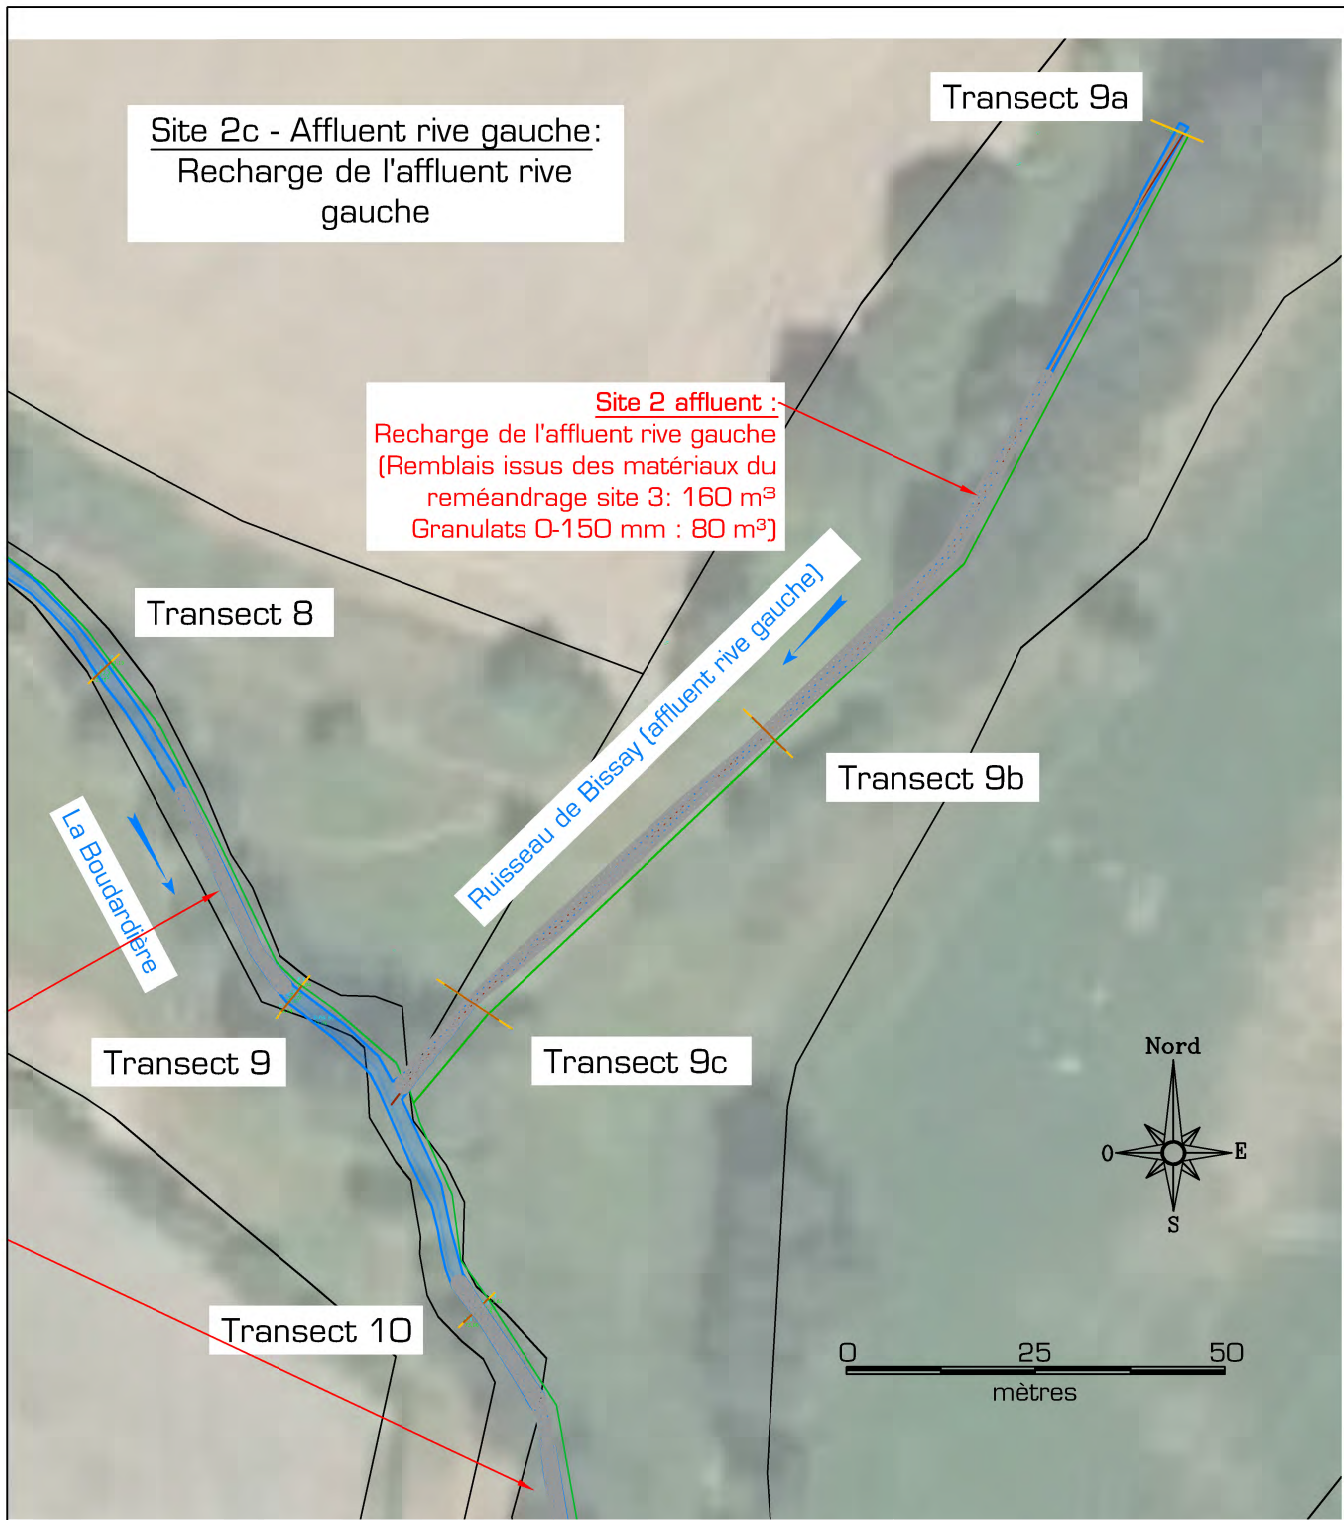 Transect 9a
Site 2c - Affluent rive gauche:
Recharge de l'affluent rive
gauche
Site 2 affluent :
Recharge de l'affluent rive gauche
(Remblais issus des matériaux du
reméandrage site 3: 160 m³
Granulats 0-150 mm : 80 m³)
Ruisseau de Bissay (affluent rive gauche)
Transect 8
Transect 9b
La Boudardière
Transect 9
Transect 9c
Nord
O
E
S
Transect 10
0 25 50
mètres